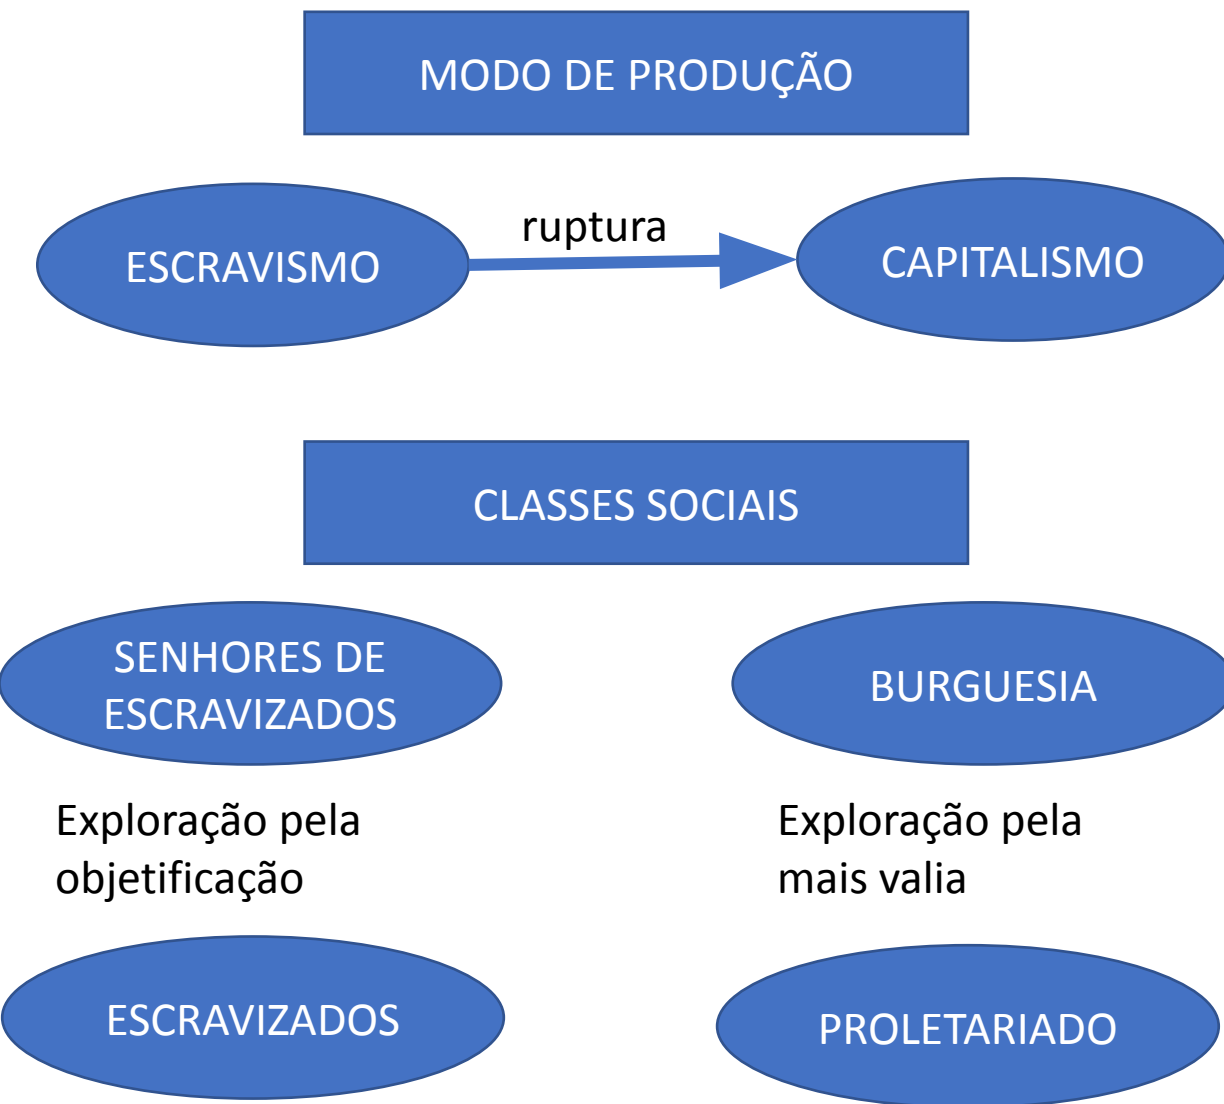 MODO DE PRODUÇÃO
ESCRAVISMO
ruptura
CAPITALISMO
CLASSES SOCIAIS
SENHORES DE
ESCRAVIZADOS
BURGUESIA
Exploração pela
objetificação
Exploração pela
mais valia
ESCRAVIZADOS
PROLETARIADO